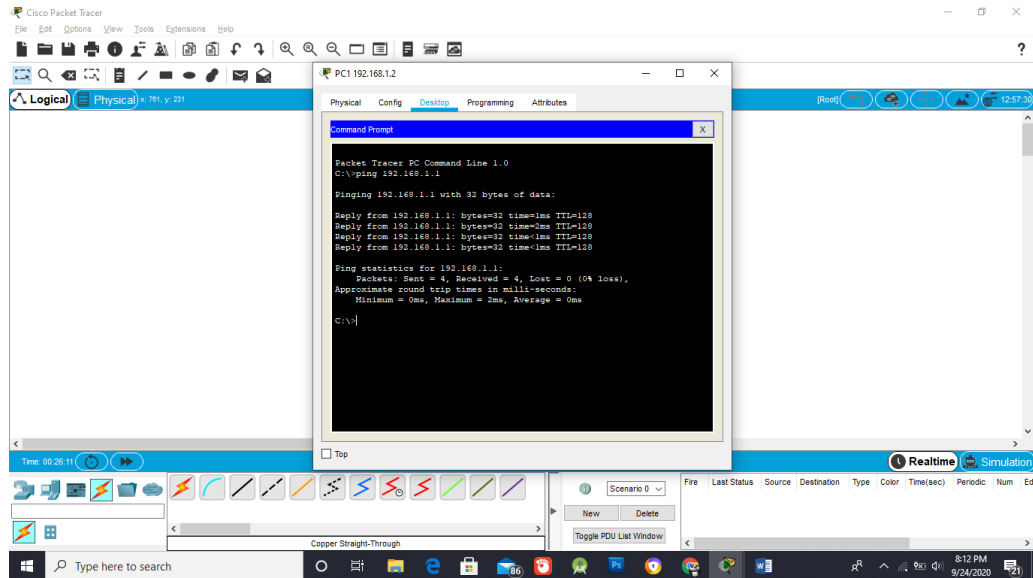 Cisco Packet Tracer
File Edit Options View Tools Extensions Help
?
PC1 192.168.1.2
Logical Physical x: 761, y: 231
[Root] 12:57:30
Physical Config Desktop Programming Attributes
Command Prompt X
Packet Tracer PC Command Line 1.0
C:\>ping 192.168.1.1
Pinging 192.168.1.1 with 32 bytes of data:
Reply from 192.168.1.1: bytes=32 time=1ms TTL=128
Reply from 192.168.1.1: bytes=32 time=2ms TTL=128
Reply from 192.168.1.1: bytes=32 time<1ms TTL=128
Reply from 192.168.1.1: bytes=32 time<1ms TTL=128
Ping statistics for 192.168.1.1:
Packets: Sent = 4, Received = 4, Lost = 0 (0% loss),
Approximate round trip times in milli-seconds:
Minimum = 0ms, Maximum = 2ms, Average = 0ms
C:\>
Top
Time: 00:26:11
Realtime Simulation
Scenario 0
Fire Last Status Source Destination Type Color Time(sec) Periodic Num Ed
New Delete
Toggle PDU List Window
Copper Straight-Through
Type here to search
86
Ps
W
8:12 PM
9/24/2020
21